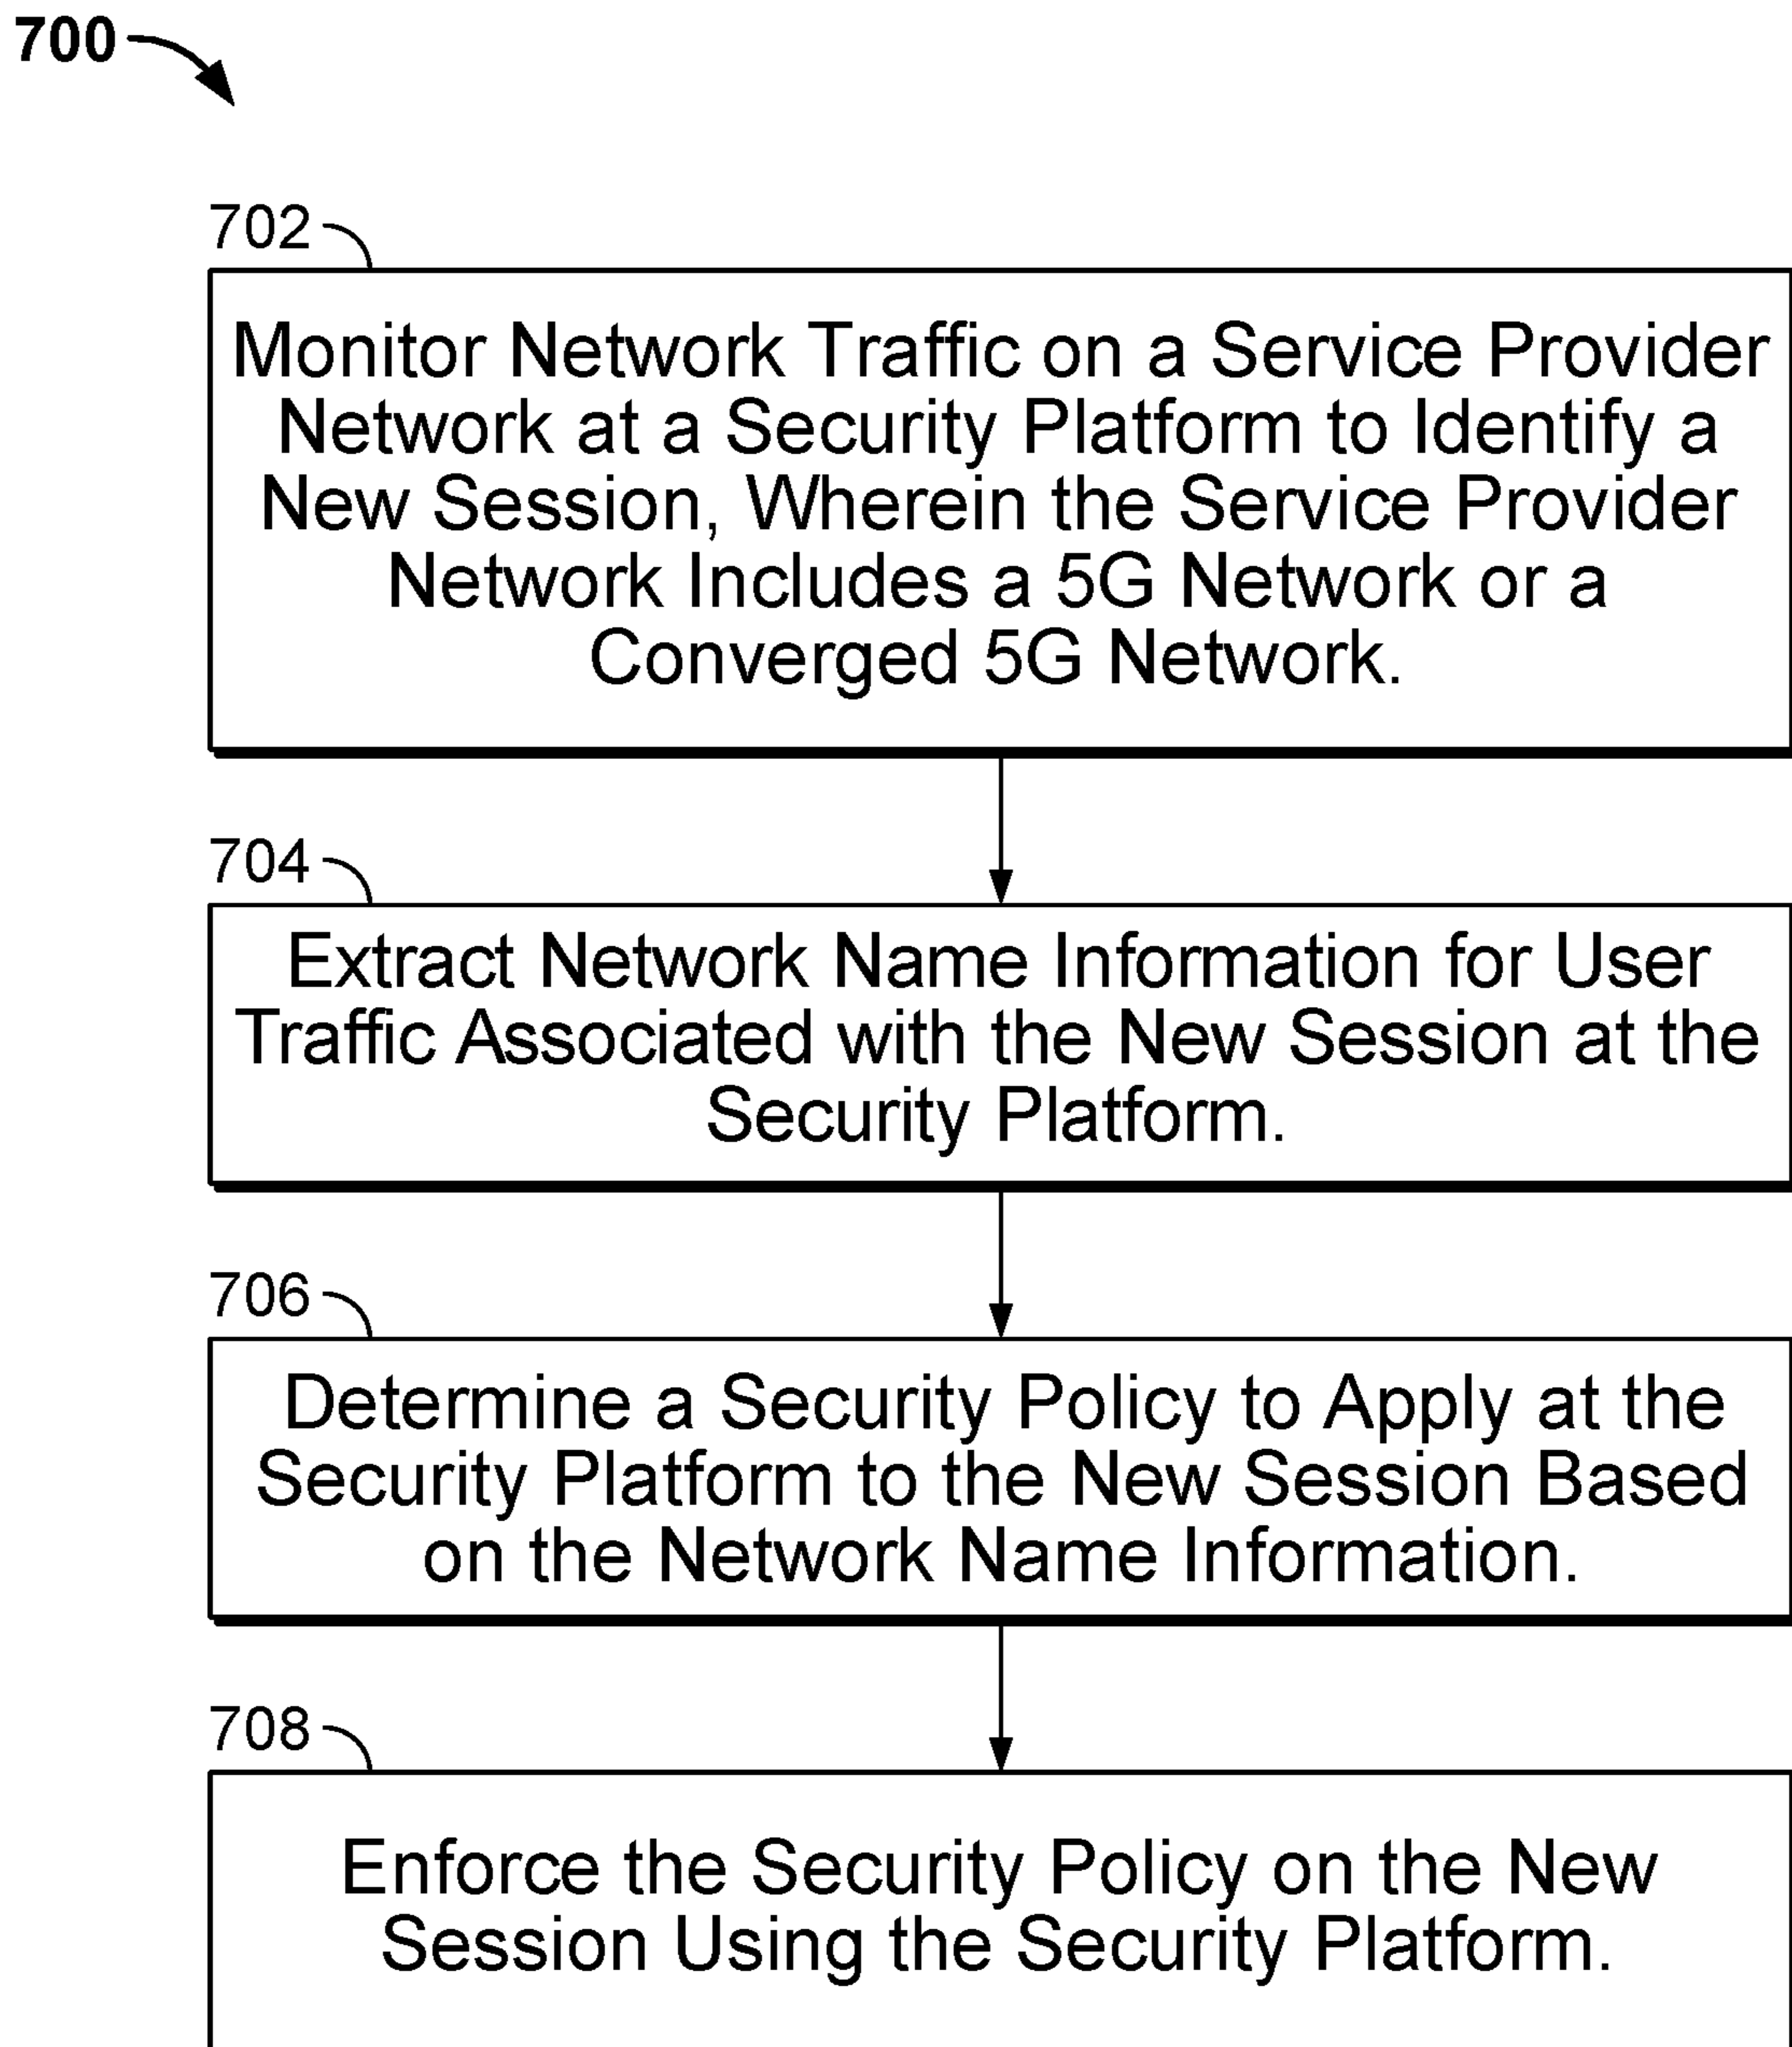 700
702
Monitor Network Traffic on a Service Provider
Network at a Security Platform to Identify a
New Session, Wherein the Service Provider
Network Includes a 5G Network or a
Converged 5G Network.
704
Extract Network Name Information for User
Traffic Associated with the New Session at the
Security Platform.
706
Determine a Security Policy to Apply at the
Security Platform to the New Session Based
on the Network Name Information.
708
Enforce the Security Policy on the New
Session Using the Security Platform.